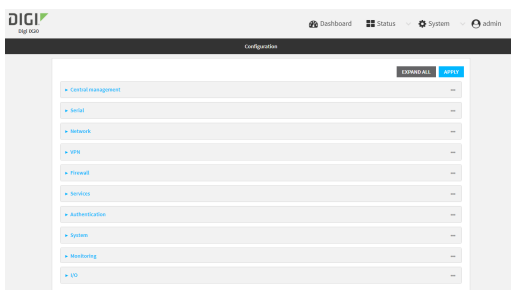 DIGI
Digi IX20
Dashboard
Status
System
admin
Configuration
EXPAND ALL
APPLY
Central management
Serial
Network
VPN
Firewall
Services
Authentication
System
Monitoring
I/O